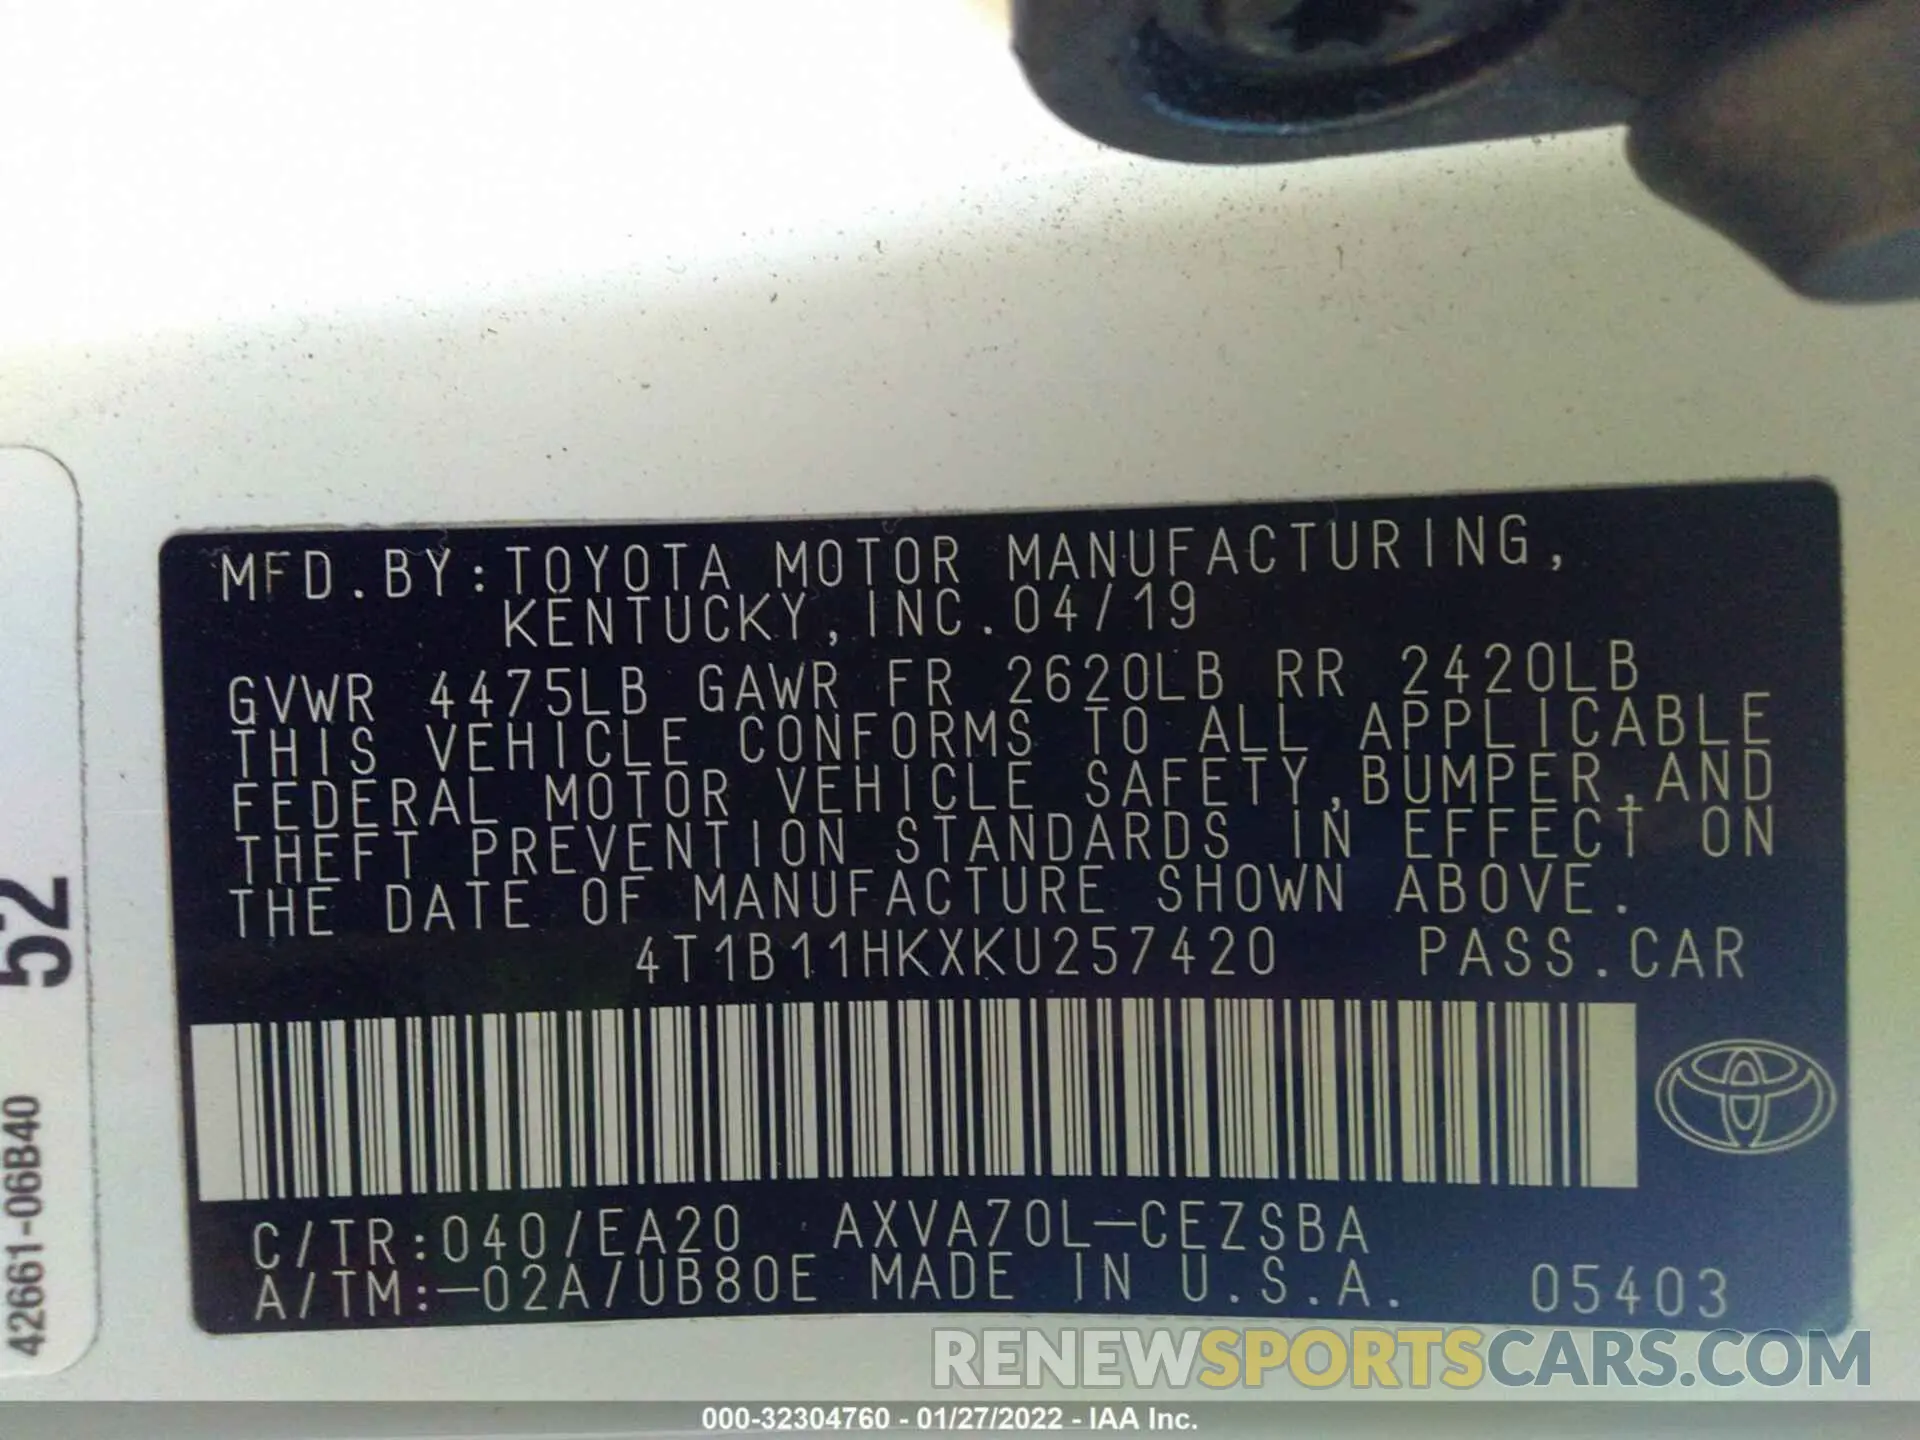 MFD.BY:TOYOTA MOTOR MANUFACTURING,
KENTUCKY,INC.04/19
GVWR 4475LB GAWR FR 2620LB RR 2420LB
THIS VEHICLE CONFORMS TO ALL APPLICABLE
FEDERAL MOTOR VEHICLE SAFETY,BUMPER,AND
THEFT PREVENTION STANDARDS IN EFFECT ON
THE DATE OF MANUFACTURE SHOWN ABOVE.
4T1B11HKXKU257420 PASS.CAR
C/TR:040/EA20 AXVA70L-CEZSBA
A/TM:-02A/UB80E MADE IN U.S.A. 05403
52
42661-06B40
RENEWSPORTSCARS.COM
000-32304760 - 01/27/2022 - IAA Inc.